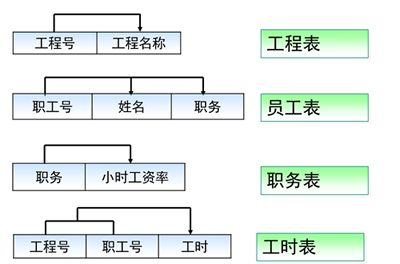 工程号 工程名称 工程表
职工号 姓名 职务 员工表
职务 小时工资率 职务表
工程号 职工号 工时 工时表